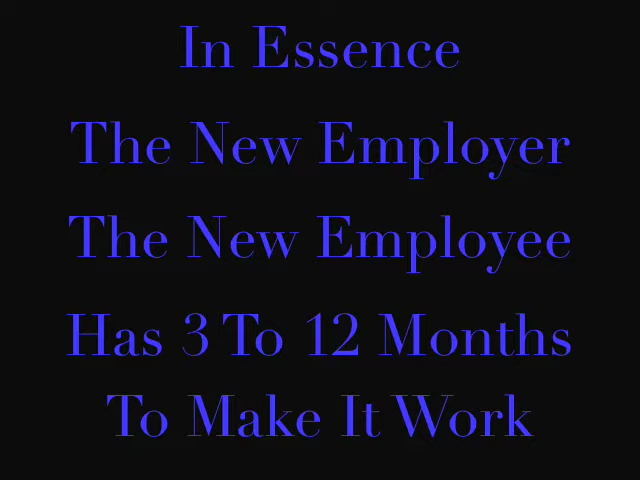 In Essence
The New Employer
The New Employee
Has 3 To 12 Months
To Make It Work